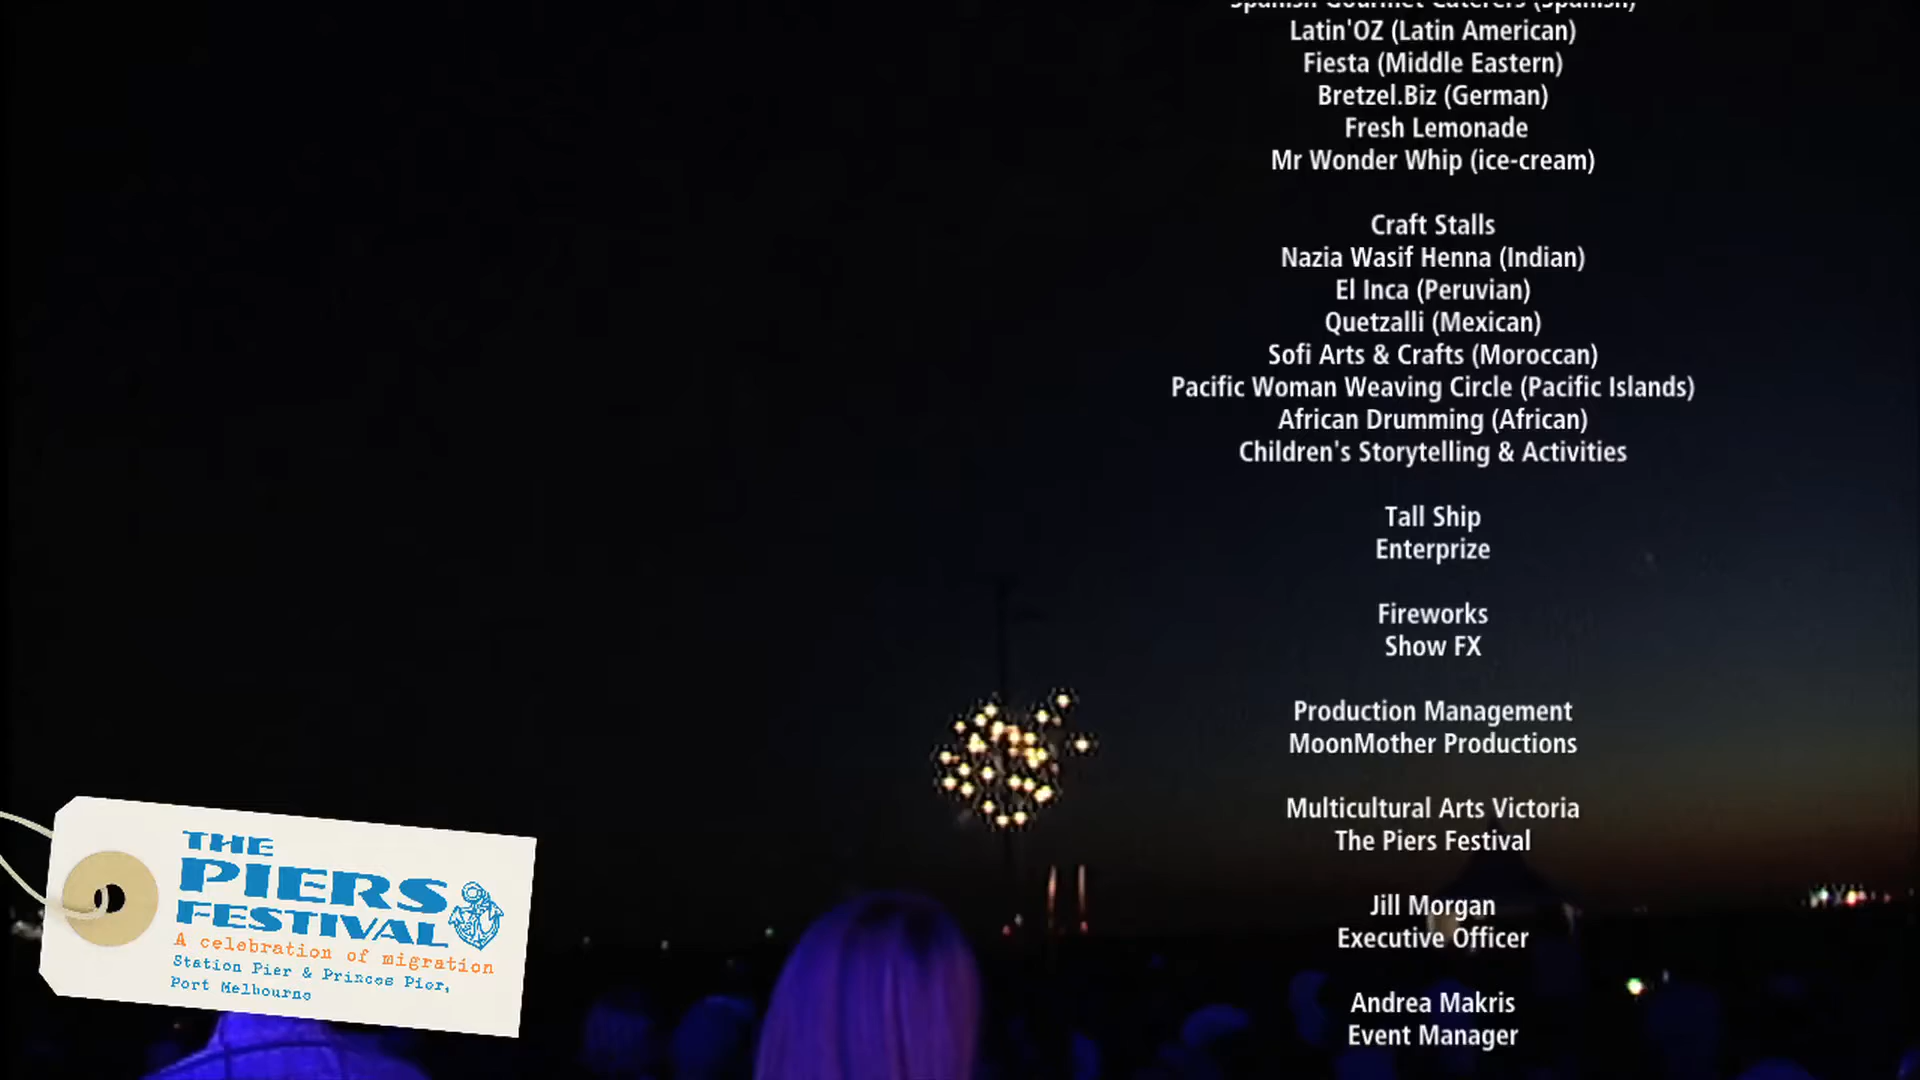 Spanish Gourmet Caterers (Spanish)
Latin'OZ (Latin American)
Fiesta (Middle Eastern)
Bretzel.Biz (German)
Fresh Lemonade
Mr Wonder Whip (ice-cream)
Craft Stalls
Nazia Wasif Henna (Indian)
El Inca (Peruvian)
Quetzalli (Mexican)
Sofi Arts & Crafts (Moroccan)
Pacific Woman Weaving Circle (Pacific Islands)
African Drumming (African)
Children's Storytelling & Activities
Tall Ship
Enterprize
Fireworks
Show FX
Production Management
MoonMother Productions
Multicultural Arts Victoria
The Piers Festival
Jill Morgan
Executive Officer
Andrea Makris
Event Manager
THE
PIERS
FESTIVAL
A celebration of migration
Station Pier & Princes Pier,
Port Melbourne